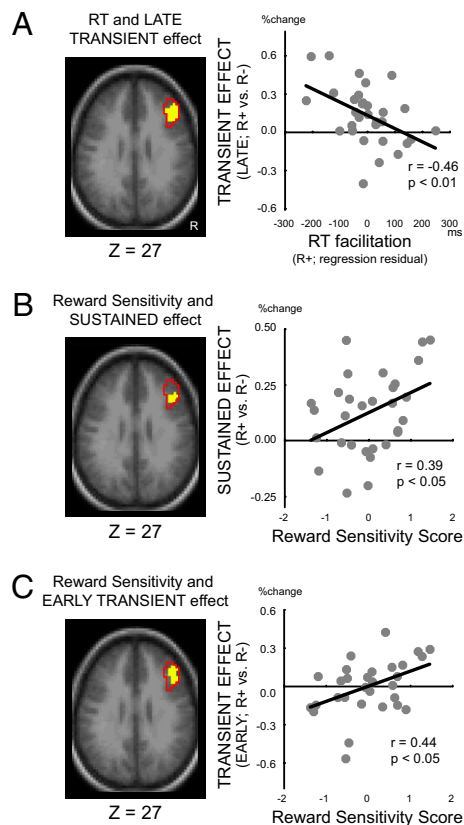 A
RT and LATE
TRANSIENT effect
R
Z = 27
%change
TRANSIENT EFFECT
(LATE; R+ vs. R-)
0.6
0.3
0.0
-0.3
-0.6
r = -0.46
p < 0.01
-300 -200 -100 0 100 200 300
ms
RT facilitation
(R+; regression residual)
B
Reward Sensitivity and
SUSTAINED effect
Z = 27
%change
SUSTAINED EFFECT
(R+ vs. R-)
0.50
0.25
0.00
-0.25
r = 0.39
p < 0.05
-2 -1 0 1 2
Reward Sensitivity Score
C
Reward Sensitivity and
EARLY TRANSIENT effect
Z = 27
%change
TRANSIENT EFFECT
(EARLY; R+ vs. R-)
0.6
0.3
0.0
-0.3
-0.6
r = 0.44
p < 0.05
-2 -1 0 1 2
Reward Sensitivity Score